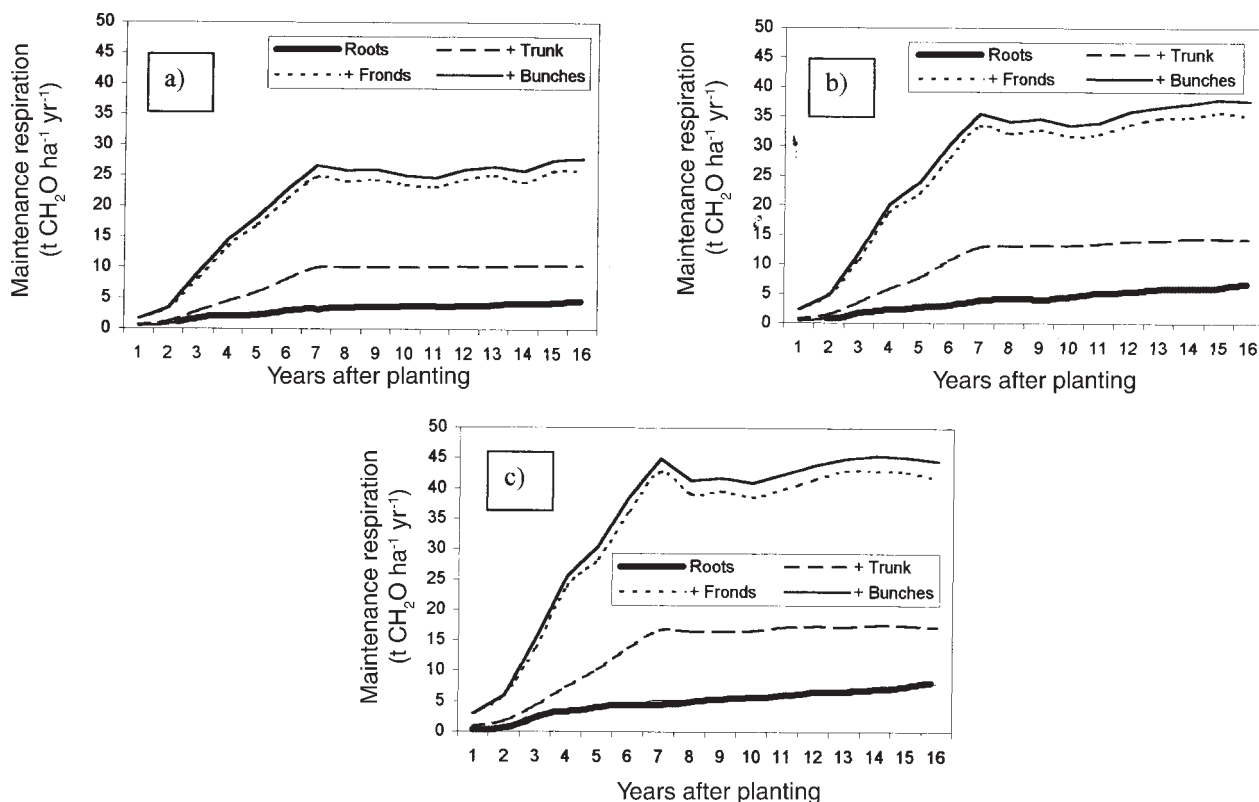 50
45
40
35
30
25
20
15
10
5
0
Maintenance respiration
(t CH₂O ha⁻¹ yr⁻¹)
a)
Roots + Trunk
+ Fronds + Bunches
1 2 3 4 5 6 7 8 9 10 11 12 13 14 15 16
Years after planting
50
45
40
35
30
25
20
15
10
5
0
Maintenance respiration
(t CH₂O ha⁻¹ yr⁻¹)
b)
Roots + Trunk
+ Fronds + Bunches
1 2 3 4 5 6 7 8 9 10 11 12 13 14 15 16
Years after planting
50
45
40
35
30
25
20
15
10
5
0
Maintenance respiration
(t CH₂O ha⁻¹ yr⁻¹)
c)
Roots + Trunk
+ Fronds + Bunches
1 2 3 4 5 6 7 8 9 10 11 12 13 14 15 16
Years after planting